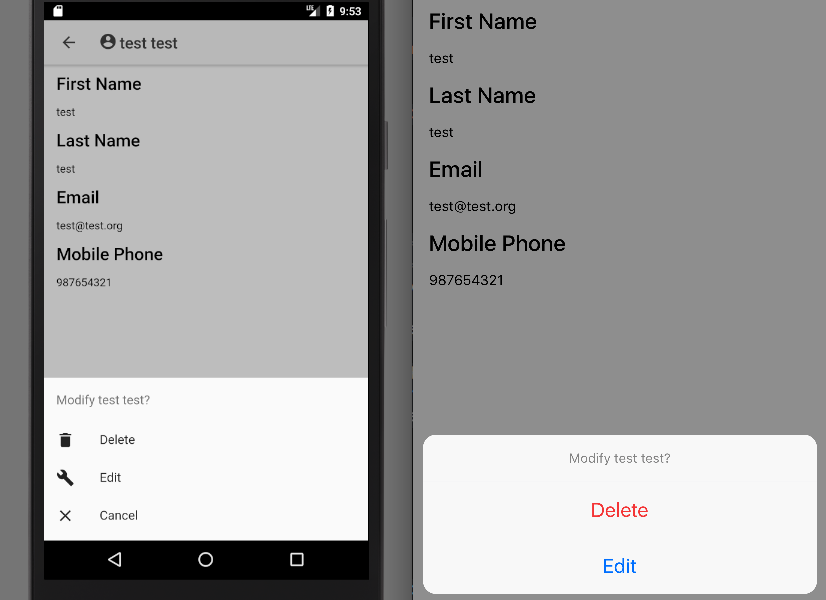 LTE 9:53
test test
First Name
test
Last Name
test
Email
test@test.org
Mobile Phone
987654321
Modify test test?
Delete
Edit
Cancel
First Name
test
Last Name
test
Email
test@test.org
Mobile Phone
987654321
Modify test test?
Delete
Edit